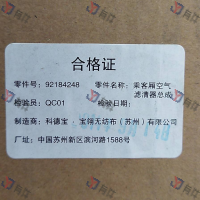 合格证
零件号: 92184248 零件名称: 乘客厢空气
滤清器总成
检验员: QC01 检验日期:
制造商: 科德宝·宝翎无纺布(苏州)有限公司
厂址: 中国苏州新区滨河路1588号